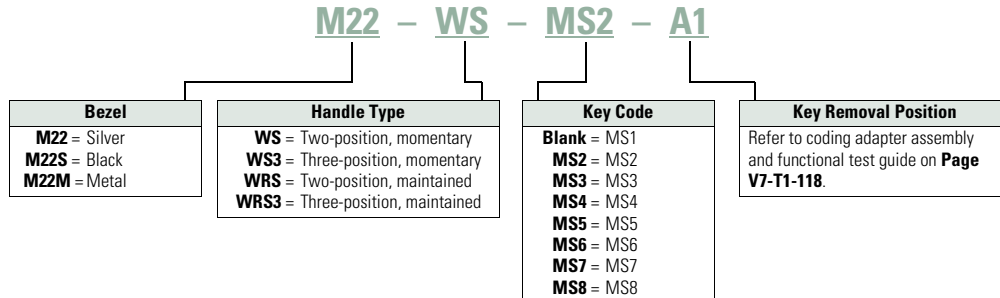 M22 – WS – MS2 – A1
Bezel
M22 = Silver
M22S = Black
M22M = Metal
Handle Type
WS = Two-position, momentary
WS3 = Three-position, momentary
WRS = Two-position, maintained
WRS3 = Three-position, maintained
Key Code
Blank = MS1
MS2 = MS2
MS3 = MS3
MS4 = MS4
MS5 = MS5
MS6 = MS6
MS7 = MS7
MS8 = MS8
Key Removal Position
Refer to coding adapter assembly
and functional test guide on Page
V7-T1-118.